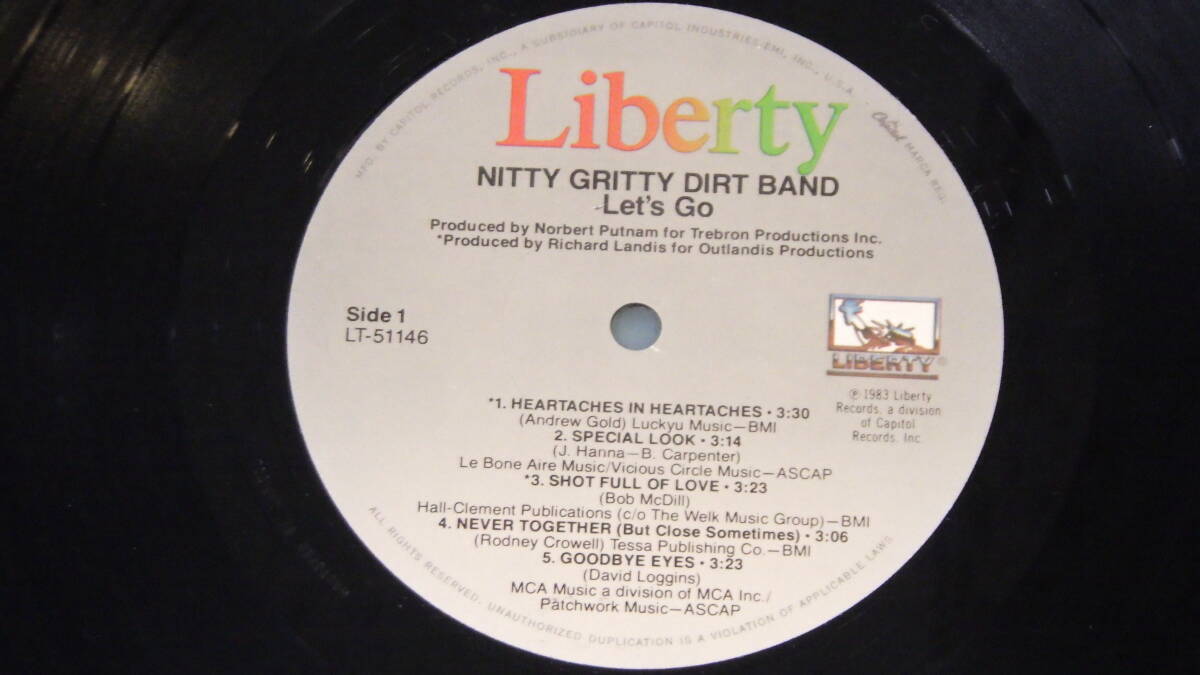 MFD. BY CAPITOL RECORDS, INC., A SUBSIDIARY OF CAPITOL INDUSTRIES-EMI, INC., U.S.A.
Capitol MARCA REG.
Liberty
NITTY GRITTY DIRT BAND
Let's Go
Produced by Norbert Putnam for Trebron Productions Inc.
*Produced by Richard Landis for Outlandis Productions
Side 1
LT-51146
LIBERTY®
℗ 1983 Liberty
Records, a division
of Capitol
Records, Inc.
*1. HEARTACHES IN HEARTACHES • 3:30
(Andrew Gold) Luckyu Music—BMI
2. SPECIAL LOOK • 3:14
(J. Hanna—B. Carpenter)
Le Bone Aire Music/Vicious Circle Music—ASCAP
*3. SHOT FULL OF LOVE • 3:23
(Bob McDill)
Hall-Clement Publications (c/o The Welk Music Group)—BMI
4. NEVER TOGETHER (But Close Sometimes) • 3:06
(Rodney Crowell) Tessa Publishing Co.—BMI
5. GOODBYE EYES • 3:23
(David Loggins)
MCA Music a division of MCA Inc./
Patchwork Music—ASCAP
ALL RIGHTS RESERVED. UNAUTHORIZED DUPLICATION IS A VIOLATION OF APPLICABLE LAWS